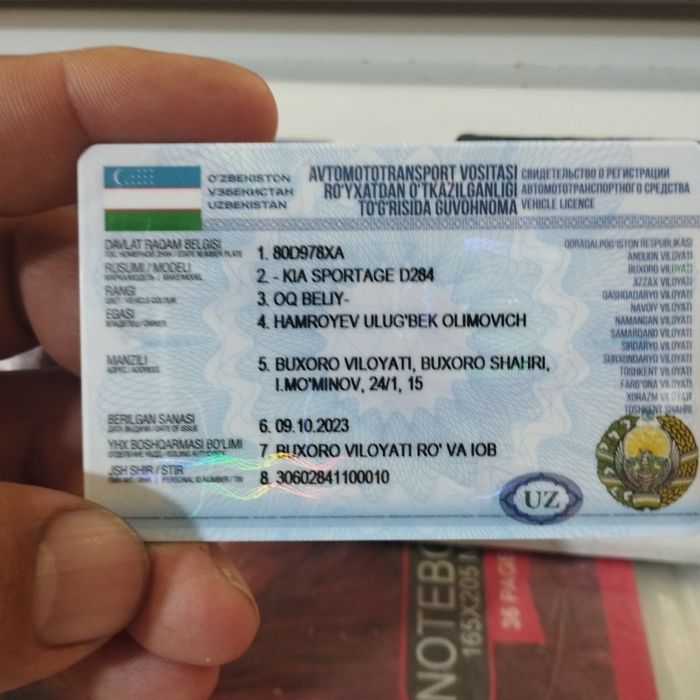 O'ZBEKISTON
УЗБЕКИСТАН
UZBEKISTAN
AVTOMOTOTRANSPORT VOSITASI
RO'YXATDAN O'TKAZILGANLIGI
TO'G'RISIDA GUVOHNOMA
СВИДЕТЕЛЬСТВО О РЕГИСТРАЦИИ
АВТОМОТОТРАНСПОРТНОГО СРЕДСТВА
VEHICLE LICENCE
DAVLAT RAQAM BELGISI
1. 80D978XA
RUSUMI / MODELI
2. - KIA SPORTAGE D284
RANGI
3. OQ BELIY-
EGASI
4. HAMROYEV ULUG'BEK OLIMOVICH
MANZILI
5. BUXORO VILOYATI, BUXORO SHAHRI,
I.MO'MINOV, 24/1, 15
BERILGAN SANASI
6. 09.10.2023
YHX BOSHQARMASI BO'LIMI
7. BUXORO VILOYATI RO' VA IOB
JSH SHIR / STIR
8. 30602841100010
QORAQALPOG'ISTON RESPUBLIKASI
ANDIJON VILOYATI
BUXORO VILOYATI
JIZZAX VILOYATI
QASHQADARYO VILOYATI
NAVOIY VILOYATI
NAMANGAN VILOYATI
SAMARQAND VILOYATI
SIRDARYO VILOYATI
SURXONDARYO VILOYATI
TOSHKENT VILOYATI
FARG'ONA VILOYATI
XORAZM VILOYATI
TOSHKENT SHAHRI
UZ
165X205